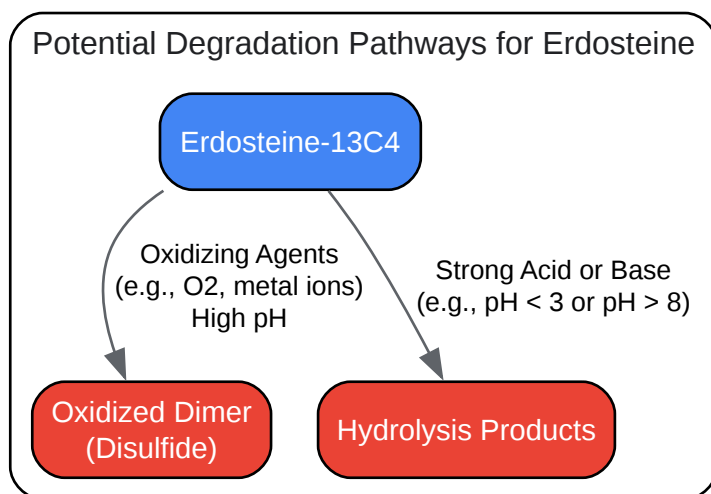 Potential Degradation Pathways for Erdosteine
Erdosteine-13C4
Oxidizing Agents
(e.g., O2, metal ions)
High pH
Strong Acid or Base
(e.g., pH < 3 or pH > 8)
Oxidized Dimer
(Disulfide)
Hydrolysis Products